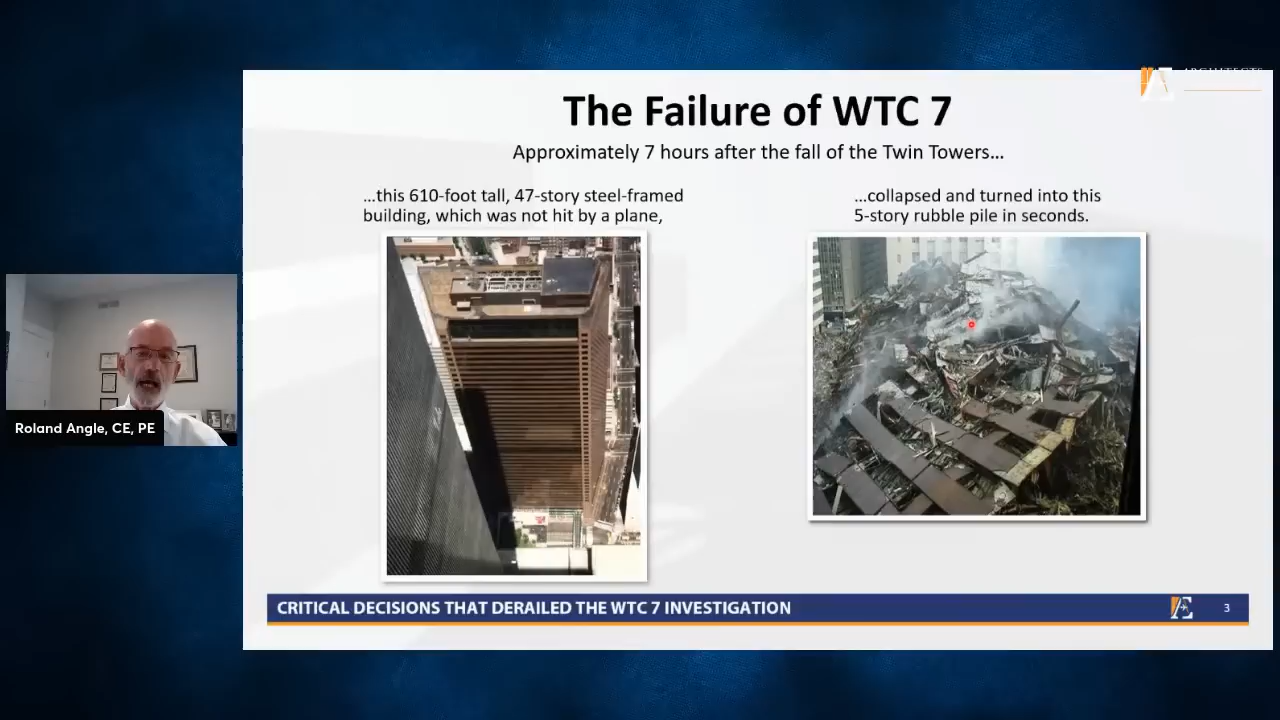 The Failure of WTC 7
Approximately 7 hours after the fall of the Twin Towers...
...this 610-foot tall, 47-story steel-framed
building, which was not hit by a plane,
...collapsed and turned into this
5-story rubble pile in seconds.
Roland Angle, CE, PE
CRITICAL DECISIONS THAT DERAILED THE WTC 7 INVESTIGATION
3